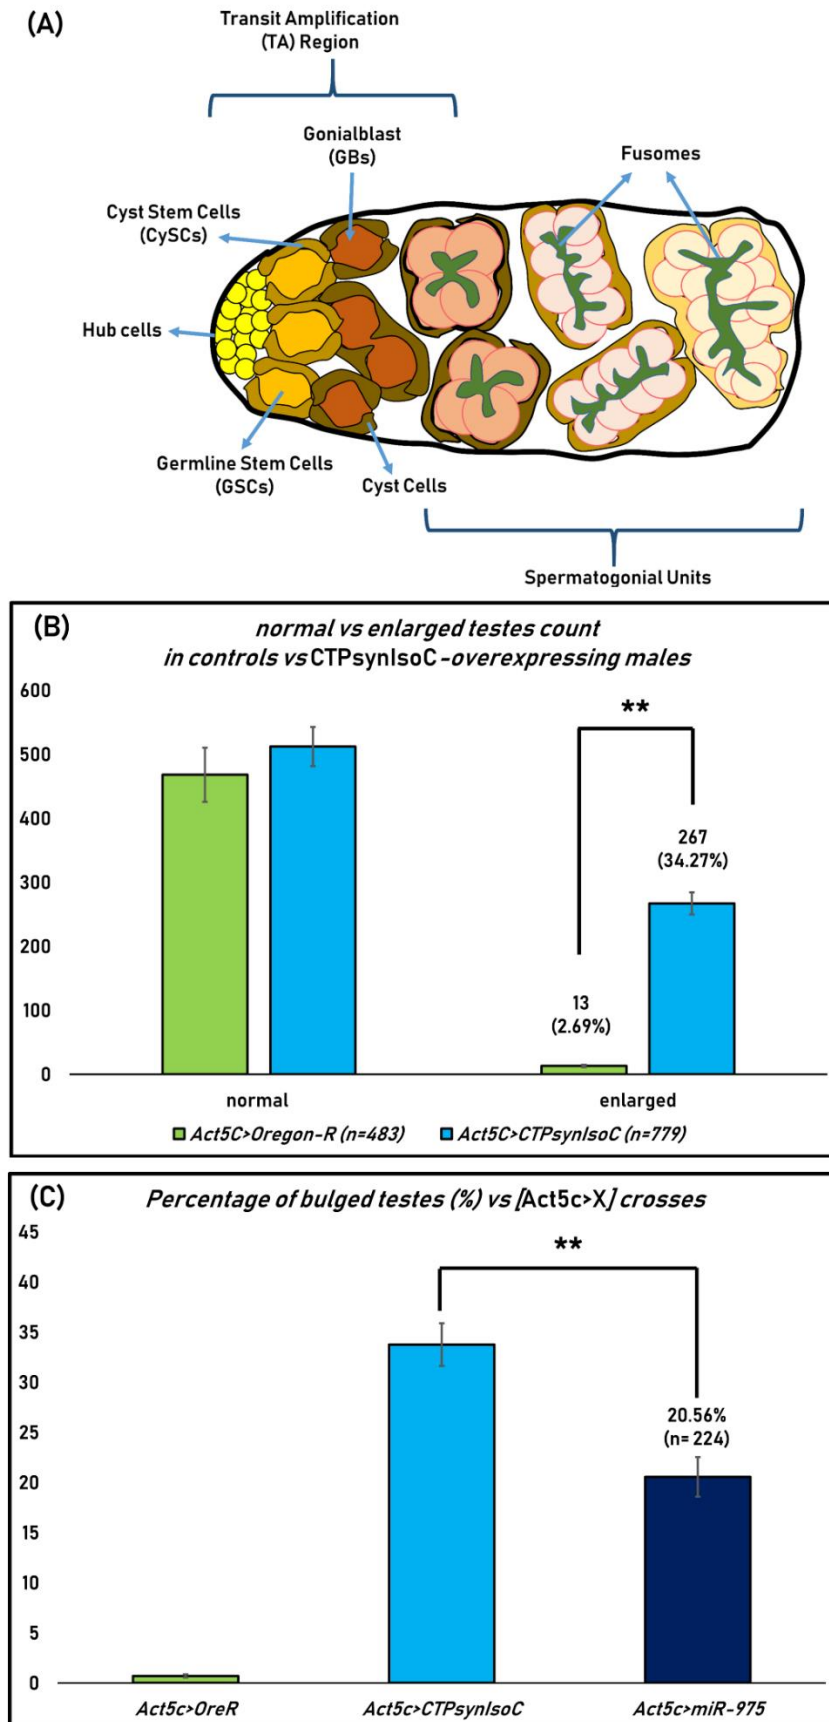 (A)
Transit Amplification
(TA) Region
Gonialblast
(GBs)
Fusomes
Cyst Stem Cells
(CySCs)
Hub cells
Germline Stem Cells
(GSCs)
Cyst Cells
Spermatogonial Units
(B)
normal vs enlarged testes count
in controls vs CTPsynIsoC -overexpressing males
600
500
400
300
200
100
0
**
267
(34.27%)
13
(2.69%)
normal
enlarged
Act5C>Oregon-R (n=483)
Act5C>CTPsynIsoC (n=779)
(C)
Percentage of bulged testes (%) vs [Act5c>X] crosses
45
40
35
30
25
20
15
10
5
0
**
20.56%
(n= 224)
Act5c>OreR
Act5c>CTPsynIsoC
Act5c>miR-975